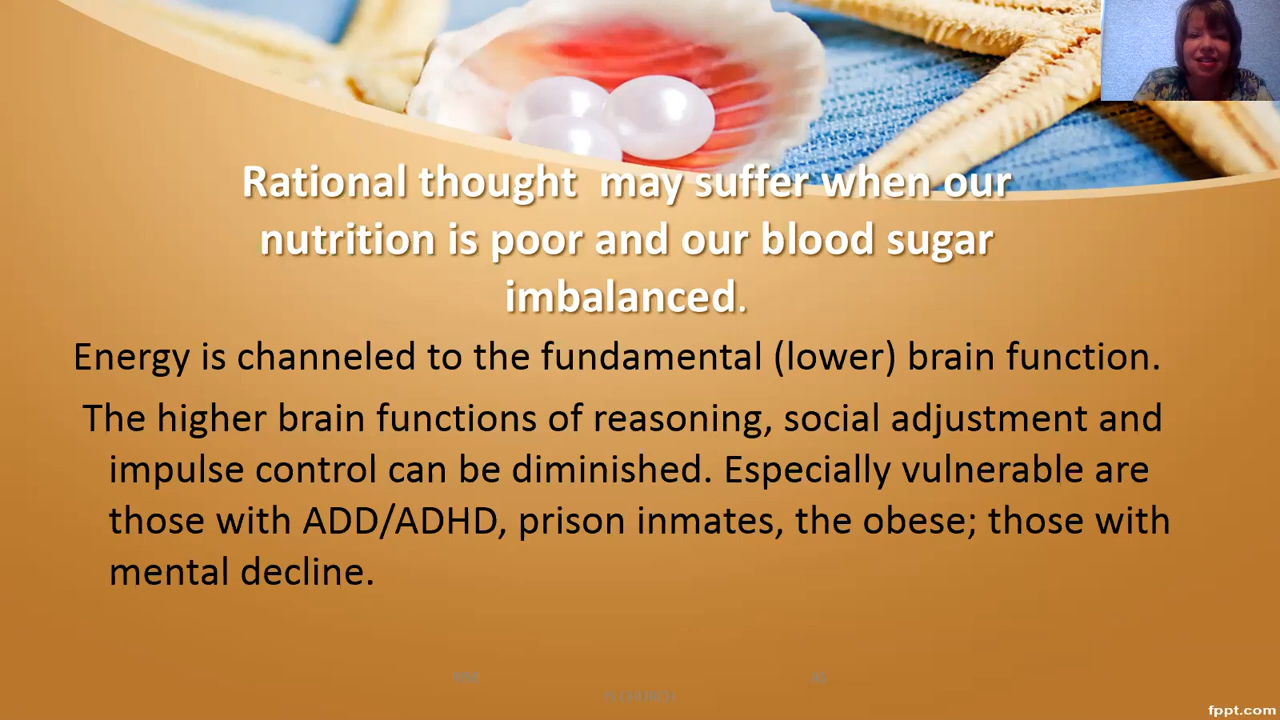 Rational thought may suffer when our
nutrition is poor and our blood sugar
imbalanced.
Energy is channeled to the fundamental (lower) brain function.
The higher brain functions of reasoning, social adjustment and
impulse control can be diminished. Especially vulnerable are
those with ADD/ADHD, prison inmates, the obese; those with
mental decline.
fppt.com